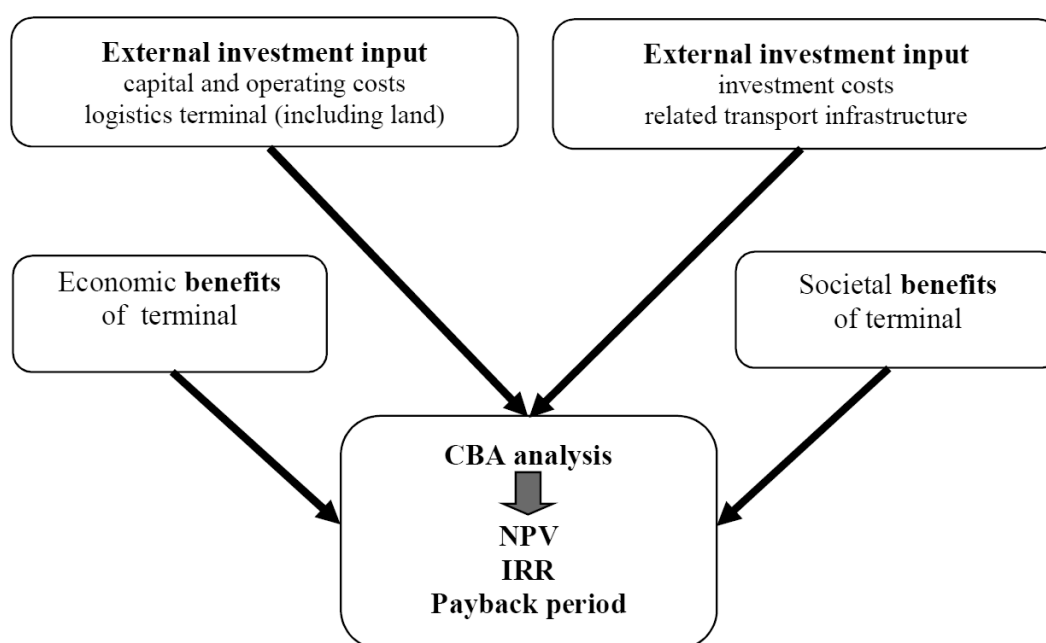 External investment input
capital and operating costs
logistics terminal (including land)
External investment input
investment costs
related transport infrastructure
Economic benefits
of terminal
Societal benefits
of terminal
CBA analysis
NPV
IRR
Payback period